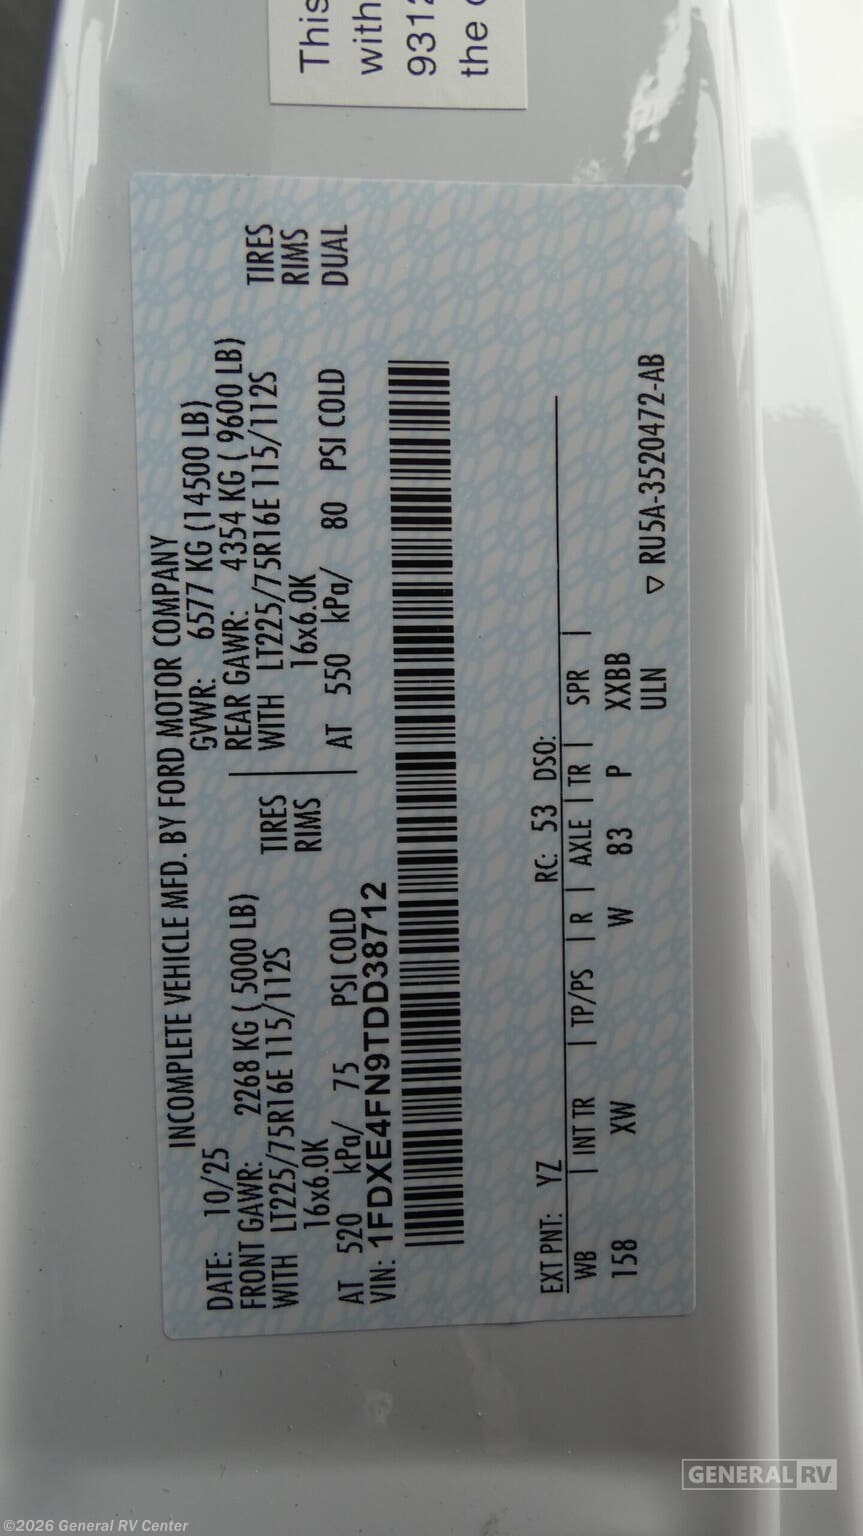 This
with
9312
the
INCOMPLETE VEHICLE MFD. BY FORD MOTOR COMPANY
DATE: 10/25 GVWR: 6577 KG (14500 LB)
FRONT GAWR: 2268 KG ( 5000 LB) REAR GAWR: 4354 KG ( 9600 LB)
WITH LT225/75R16E 115/112S TIRES WITH LT225/75R16E 115/112S TIRES
16x6.0K RIMS 16x6.0K RIMS
AT 520 kPa/ 75 PSI COLD AT 550 kPa/ 80 PSI COLD DUAL
VIN: 1FDXE4FN9TDD38712
EXT PNT: YZ RC: 53 DSO:
WB | INT TR | TP/PS | R | AXLE | TR | SPR |
158 XW W 83 P XXBB
ULN ▽ RU5A-3520472-AB
GENERAL RV
©2026 General RV Center